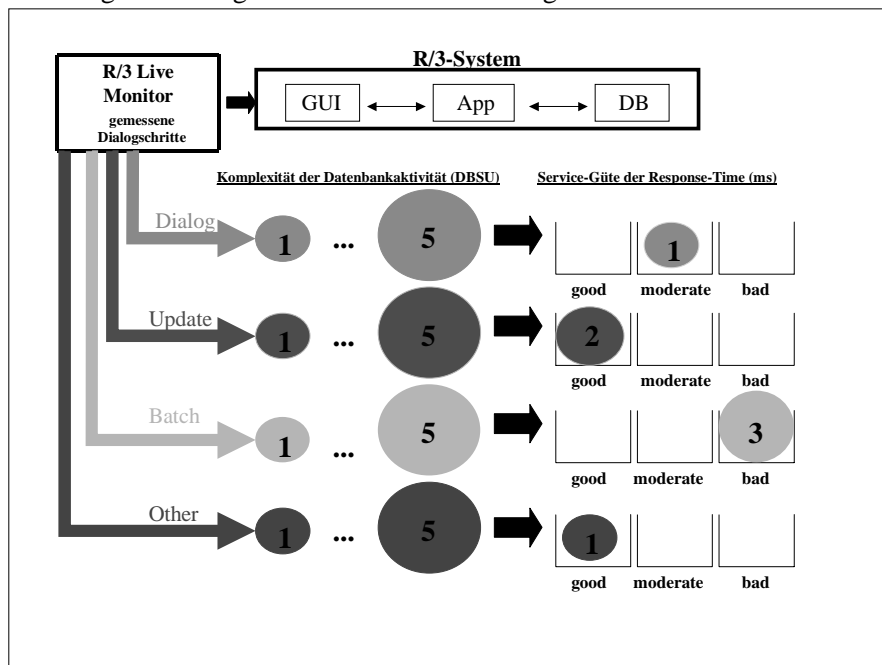 R/3-System
R/3 Live
Monitor
gemessene
Dialogschritte
GUI
App
DB
Komplexität der Datenbankaktivität (DBSU)
Service-Güte der Response-Time (ms)
Dialog
1
...
5
1
good
moderate
bad
Update
1
...
5
2
good
moderate
bad
Batch
1
...
5
3
good
moderate
bad
Other
1
...
5
1
good
moderate
bad